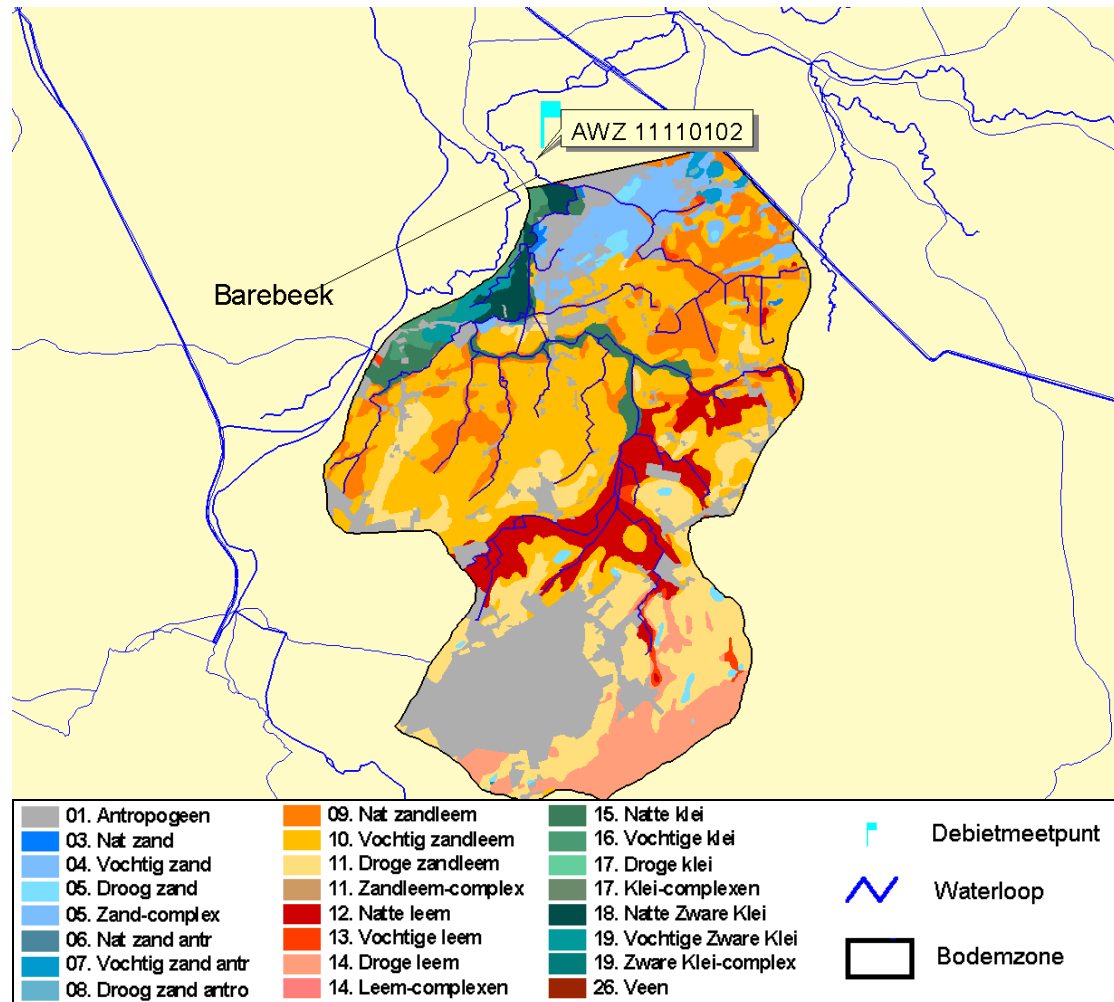 AWZ 11110102
Barebeek
01. Antropogeen
03. Nat zand
04. Vochtig zand
05. Droog zand
05. Zand-complex
06. Nat zand antr
07. Vochtig zand antr
08. Droog zand antro
09. Nat zandleem
10. Vochtig zandleem
11. Droge zandleem
11. Zandleem-complex
12. Natte leem
13. Vochtige leem
14. Droge leem
14. Leem-complexen
15. Natte klei
16. Vochtige klei
17. Droge klei
17. Klei-complexen
18. Natte Zware Klei
19. Vochtige Zware Klei
19. Zware Klei-complex
26. Veen
Debietmeetpunt
Waterloop
Bodemzone